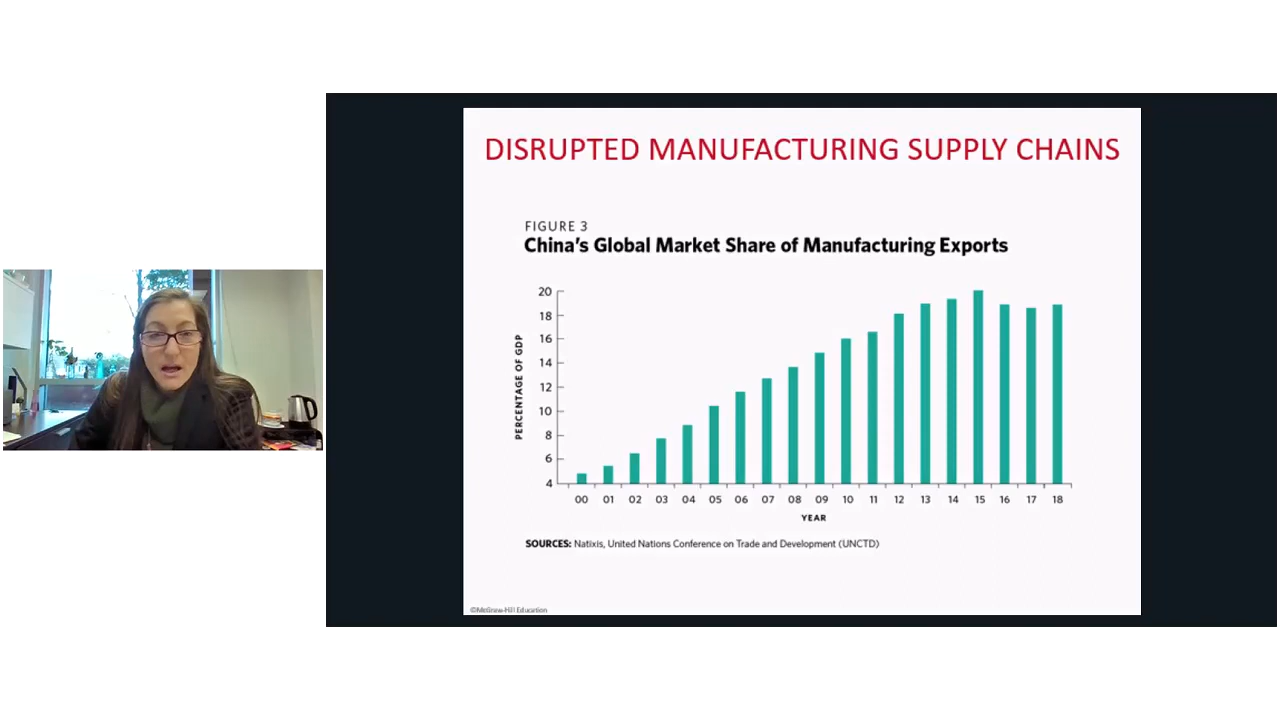 DISRUPTED MANUFACTURING SUPPLY CHAINS
FIGURE 3
China's Global Market Share of Manufacturing Exports
PERCENTAGE OF GDP
20
18
16
14
12
10
8
6
4
00 01 02 03 04 05 06 07 08 09 10 11 12 13 14 15 16 17 18
YEAR
SOURCES: Natixis, United Nations Conference on Trade and Development (UNCTD)
©McGraw-Hill Education